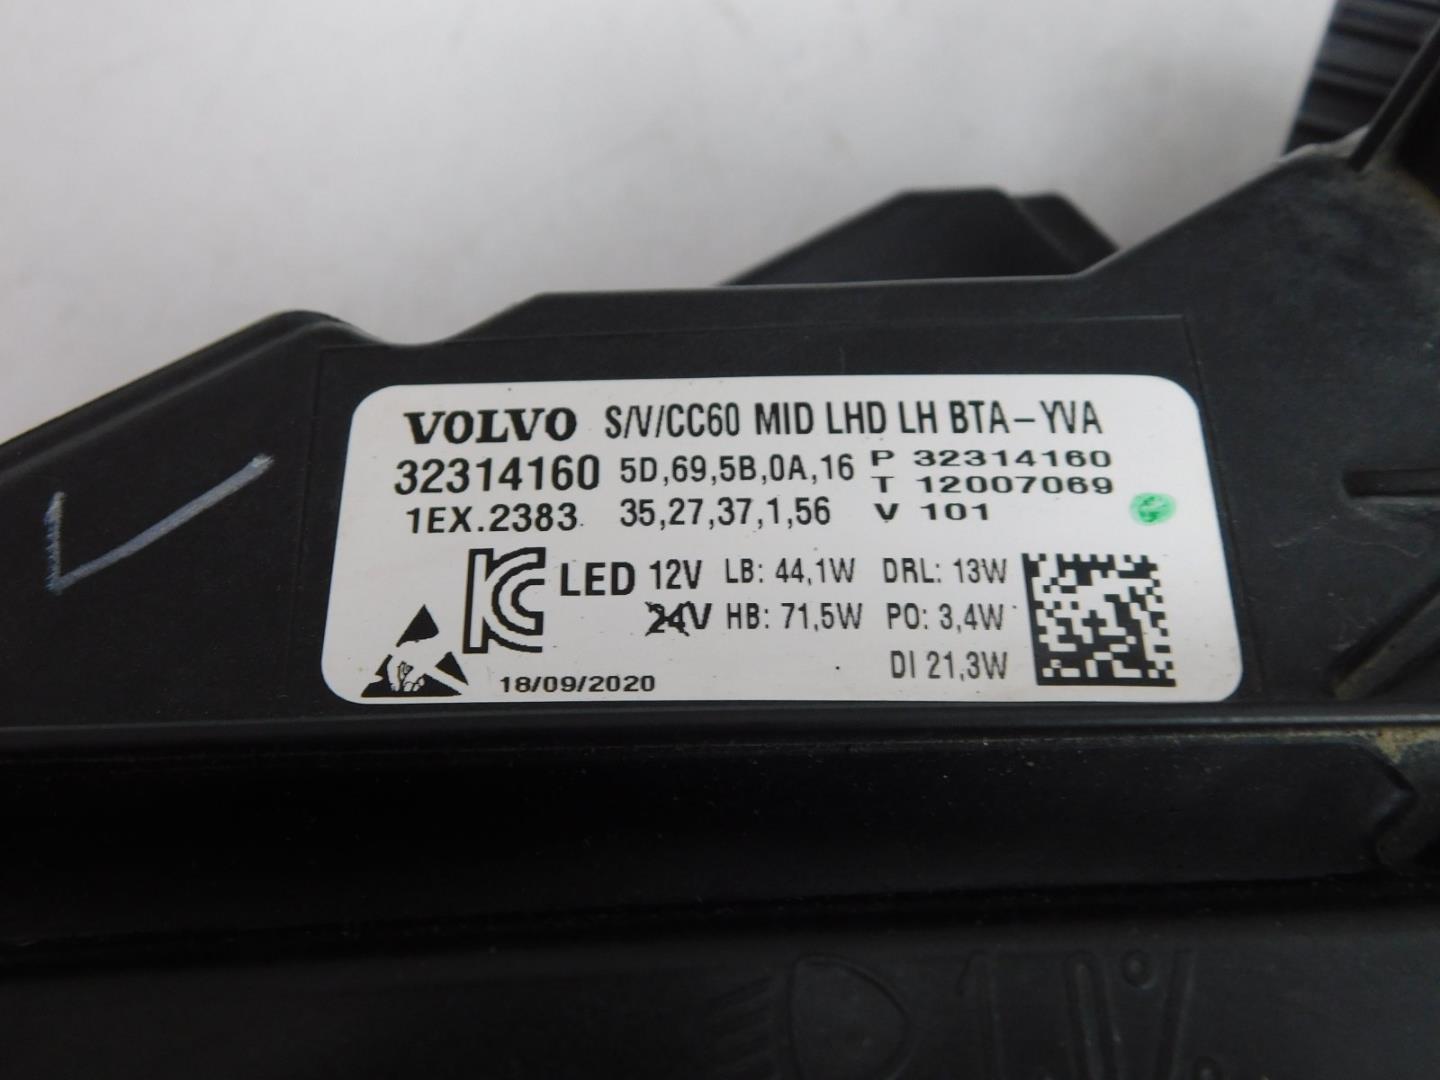 VOLVO S/V/CC60 MID LHD LH BTA-YVA
32314160 5D,69,5B,0A,16 P 32314160
T 12007069
1EX.2383 35,27,37,1,56 V 101
LED 12V LB: 44,1W DRL: 13W
24V HB: 71,5W PO: 3,4W
DI 21,3W
18/09/2020
1.0%